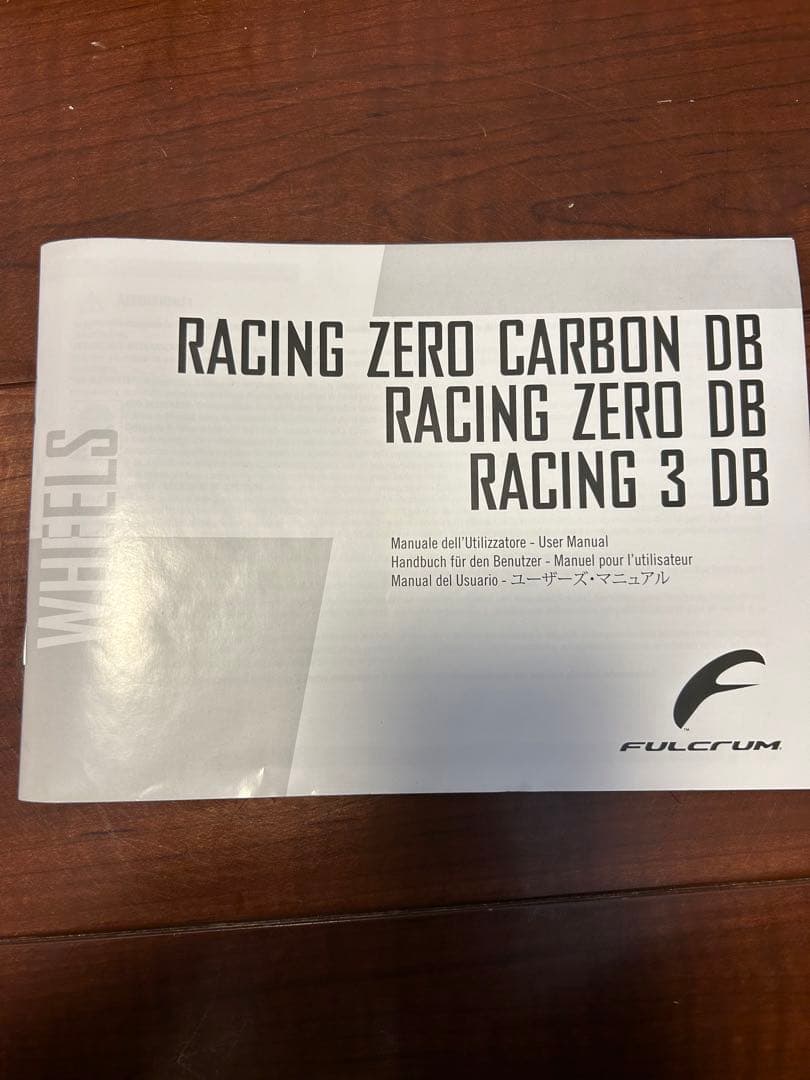 RACING ZERO CARBON DB
RACING ZERO DB
RACING 3 DB
WHEELS
Manuale dell'Utilizzatore - User Manual
Handbuch für den Benutzer - Manuel pour l'utilisateur
Manual del Usuario - ユーザーズ・マニュアル
FULCRUM